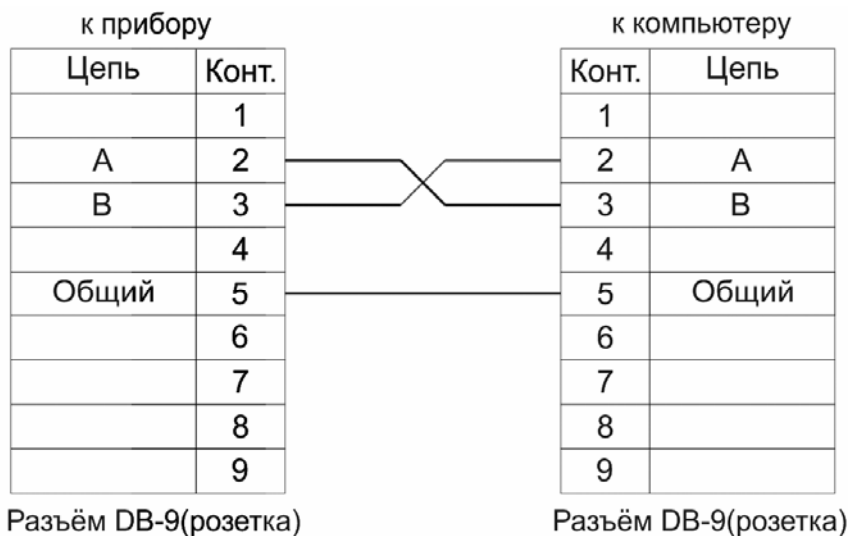 к прибору
к компьютеру
Цепь Конт.
Конт. Цепь
1
1
А 2
2 А
В 3
3 В
4
4
Общий 5
5 Общий
6
6
7
7
8
8
9
9
Разъём DB-9(розетка)
Разъём DB-9(розетка)